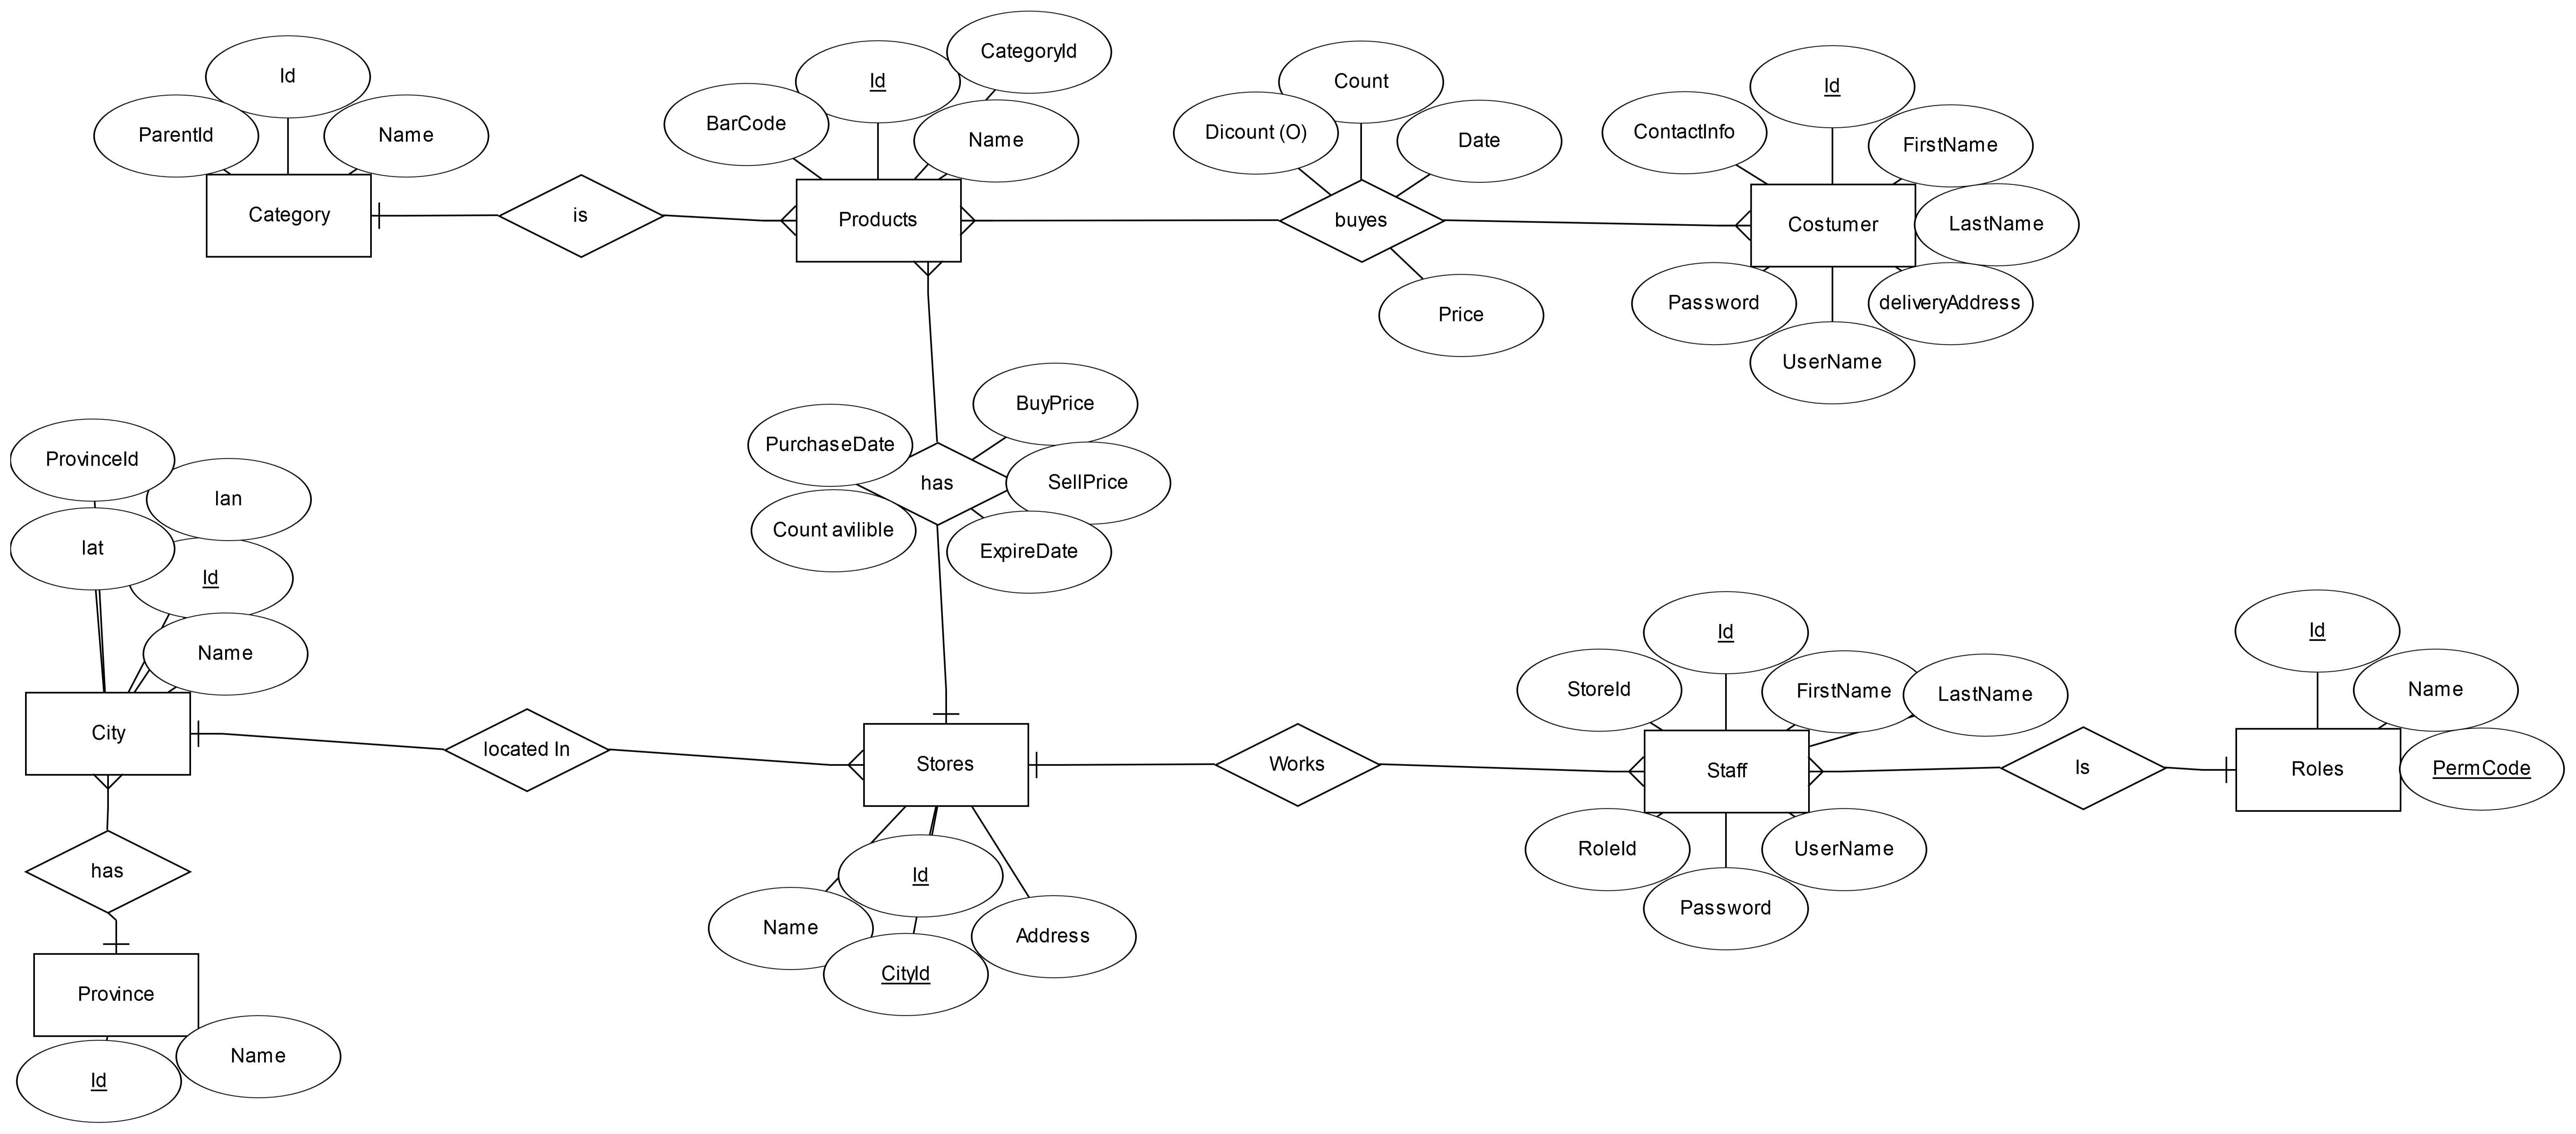 CategoryId
Id
Id
Count
Id
BarCode
Dicount (O)
ContactInfo
ParentId
Name
Name
Date
FirstName
Category
is
Products
buyes
Costumer
LastName
Password
deliveryAddress
Price
UserName
BuyPrice
PurchaseDate
ProvinceId
has
SellPrice
lan
Count avilible
lat
ExpireDate
Id
Id
Id
Name
StoreId
FirstName
LastName
Name
City
located In
Stores
Works
Staff
Is
Roles
PermCode
has
Id
RoleId
UserName
Name
Password
Address
CityId
Province
Name
Id